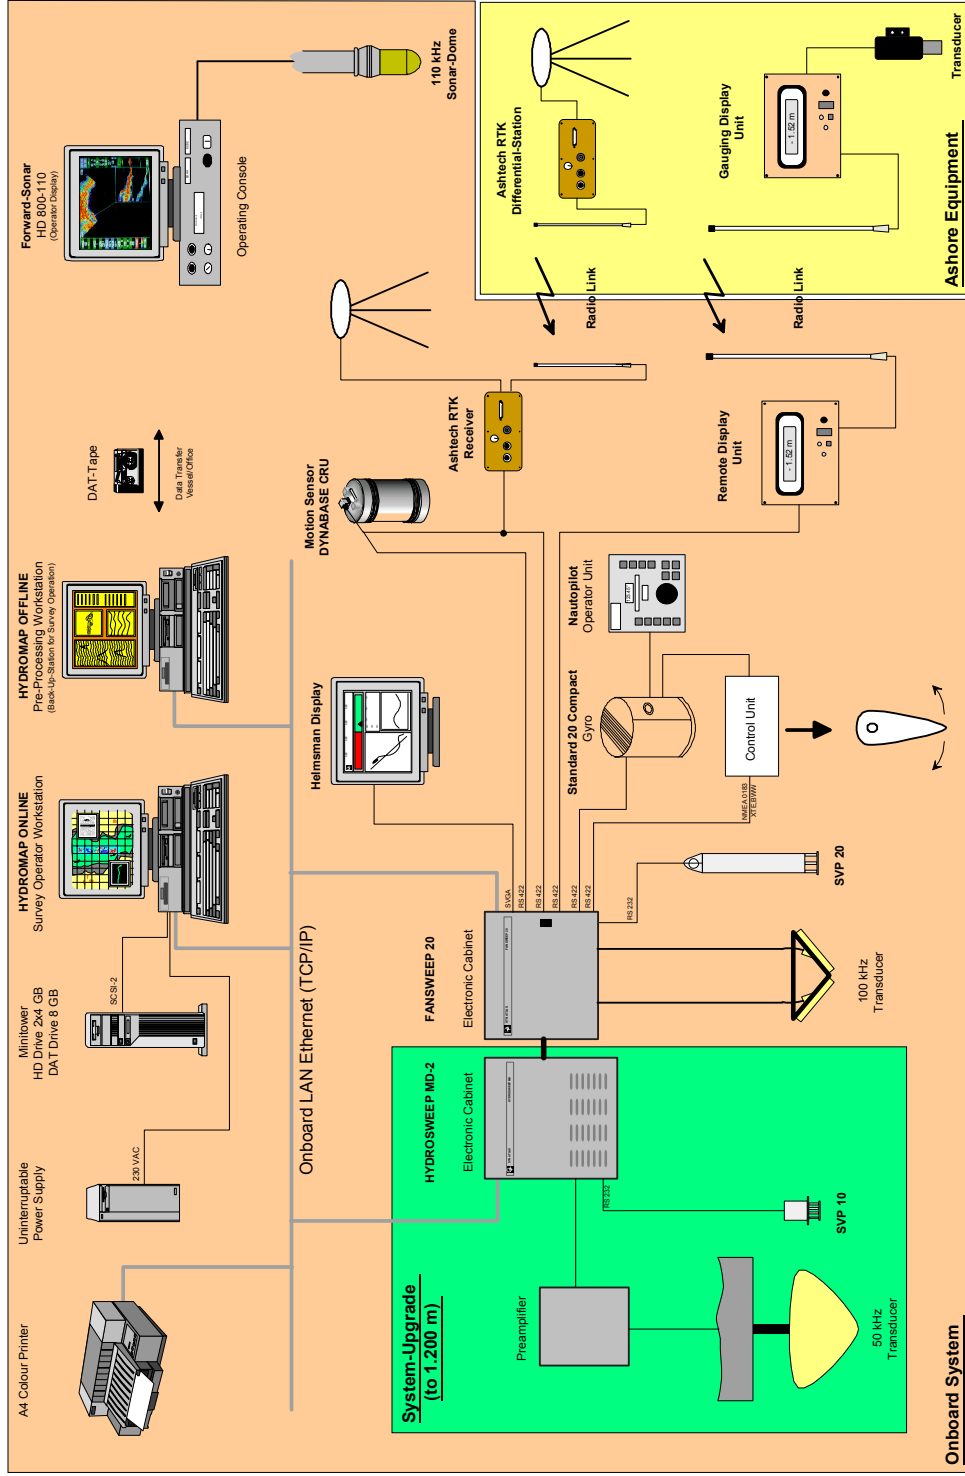 A4 Colour Printer
Uninterruptable
Power Supply
230 VAC
Minitower
HD Drive 2x4 GB
DAT Drive 8 GB
SCSI-2
HYDROMAP ONLINE
Survey Operator Workstation
HYDROMAP OFFLINE
Pre-Processing Workstation
(Back-Up-Station for Survey Operation)
DAT-Tape
Data Transfer
Vessel/Office
Forward-Sonar
HD 800-110
(Operator Display)
Operating Console
110 kHz
Sonar-Dome
Onboard LAN Ethernet (TCP/IP)
Helmsman Display
Motion Sensor
DYNABASE CRU
Ashtech RTK
Receiver
Ashtech RTK
Differential-Station
Radio Link
Gauging Display
Unit
- 1.52 m
Transducer
Radio Link
Ashore Equipment
Remote Display
Unit
- 1.52 m
Nautopilot
Operator Unit
Standard 20 Compact
Gyro
Control Unit
NMEA 0183
XTE,BWW
SVGA
RS 422
RS 422
RS 422
RS 422
RS 422
RS 232
FANSWEEP 20
Electronic Cabinet
SVP 20
100 kHz
Transducer
HYDROSWEEP MD-2
Electronic Cabinet
RS 232
SVP 10
System-Upgrade
(to 1.200 m)
Preamplifier
50 kHz
Transducer
Onboard System